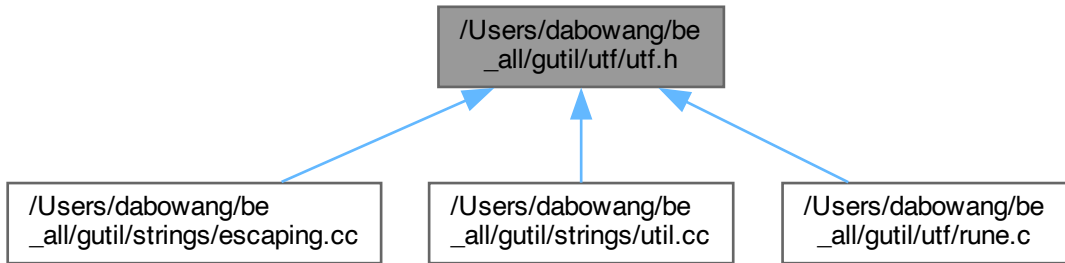 /Users/dabowang/be
_all/gutil/utf/utf.h
/Users/dabowang/be
_all/gutil/strings/escaping.cc
/Users/dabowang/be
_all/gutil/strings/util.cc
/Users/dabowang/be
_all/gutil/utf/rune.c